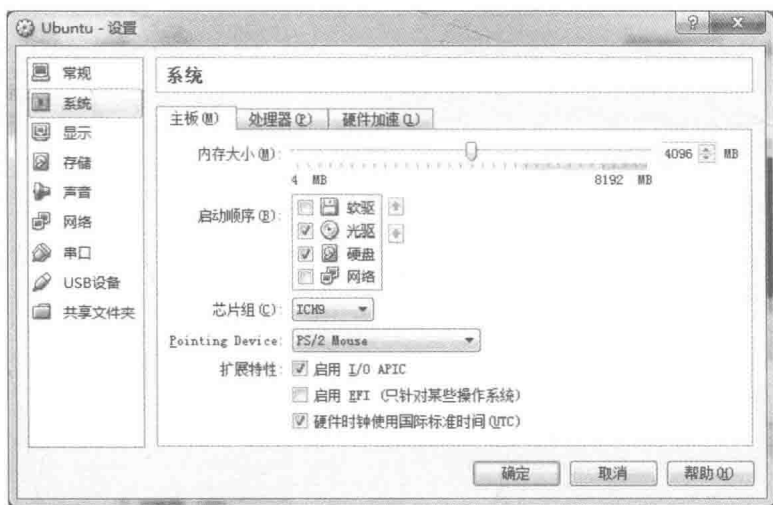 Ubuntu - 设置
常规
系统
显示
存储
声音
网络
串口
USB设备
共享文件夹
系统
主板(M) 处理器(P) 硬件加速(L)
内存大小(M): 4096 MB
4 MB 8192 MB
启动顺序(B):
软驱
光驱
硬盘
网络
芯片组(C): ICH9
Pointing Device: PS/2 Mouse
扩展特性: 启用 I/O APIC
启用 EFI (只针对某些操作系统)
硬件时钟使用国际标准时间(UTC)
确定 取消 帮助(H)